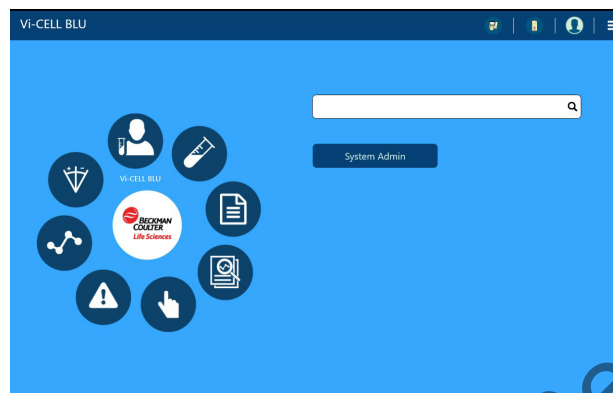 Vi-CELL BLU
System Admin
Vi-CELL BLU
BECKMAN
COULTER
Life Sciences